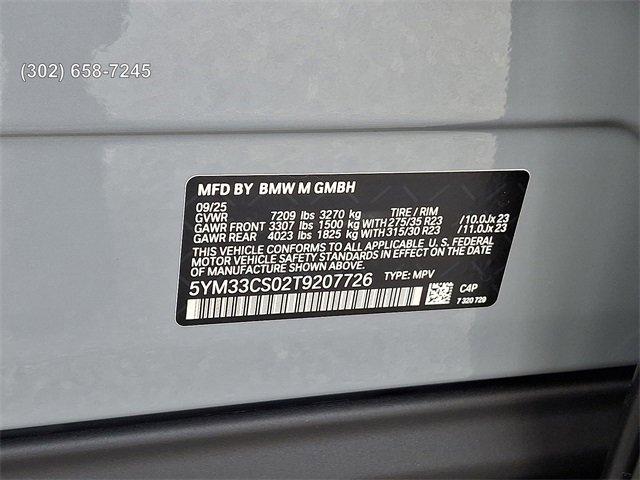 (302) 658-7245
MFD BY BMW M GMBH
09/25
GVWR 7209 lbs 3270 kg TIRE / RIM
GAWR FRONT 3307 lbs 1500 kg WITH 275/35 R23 /10.0Jx 23
GAWR REAR 4023 lbs 1825 kg WITH 315/30 R23 /11.0Jx 23
THIS VEHICLE CONFORMS TO ALL APPLICABLE U.S. FEDERAL
MOTOR VEHICLE SAFETY STANDARDS IN EFFECT ON THE DATE OF
MANUFACTURE SHOWN ABOVE.
5YM33CS02T9207726 TYPE: MPV
C4P
7 320 729